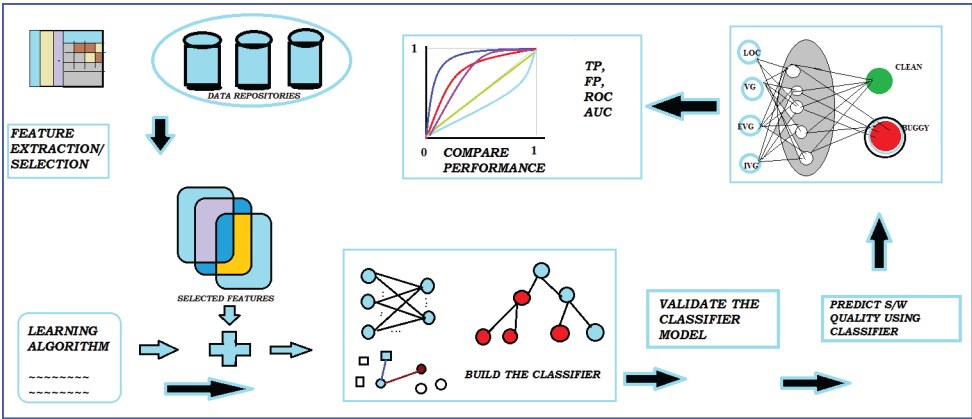 DATA REPOSITORIES
FEATURE
EXTRACTION/
SELECTION
1
TP,
FP,
ROC
AUC
0
1
COMPARE
PERFORMANCE
LOC
VG
EVG
IVG
CLEAN
BUGGY
SELECTED FEATURES
LEARNING
ALGORITHM
~~~~~~~~
~~~~~~~~
BUILD THE CLASSIFIER
VALIDATE THE
CLASSIFIER
MODEL
PREDICT S/W
QUALITY USING
CLASSIFIER